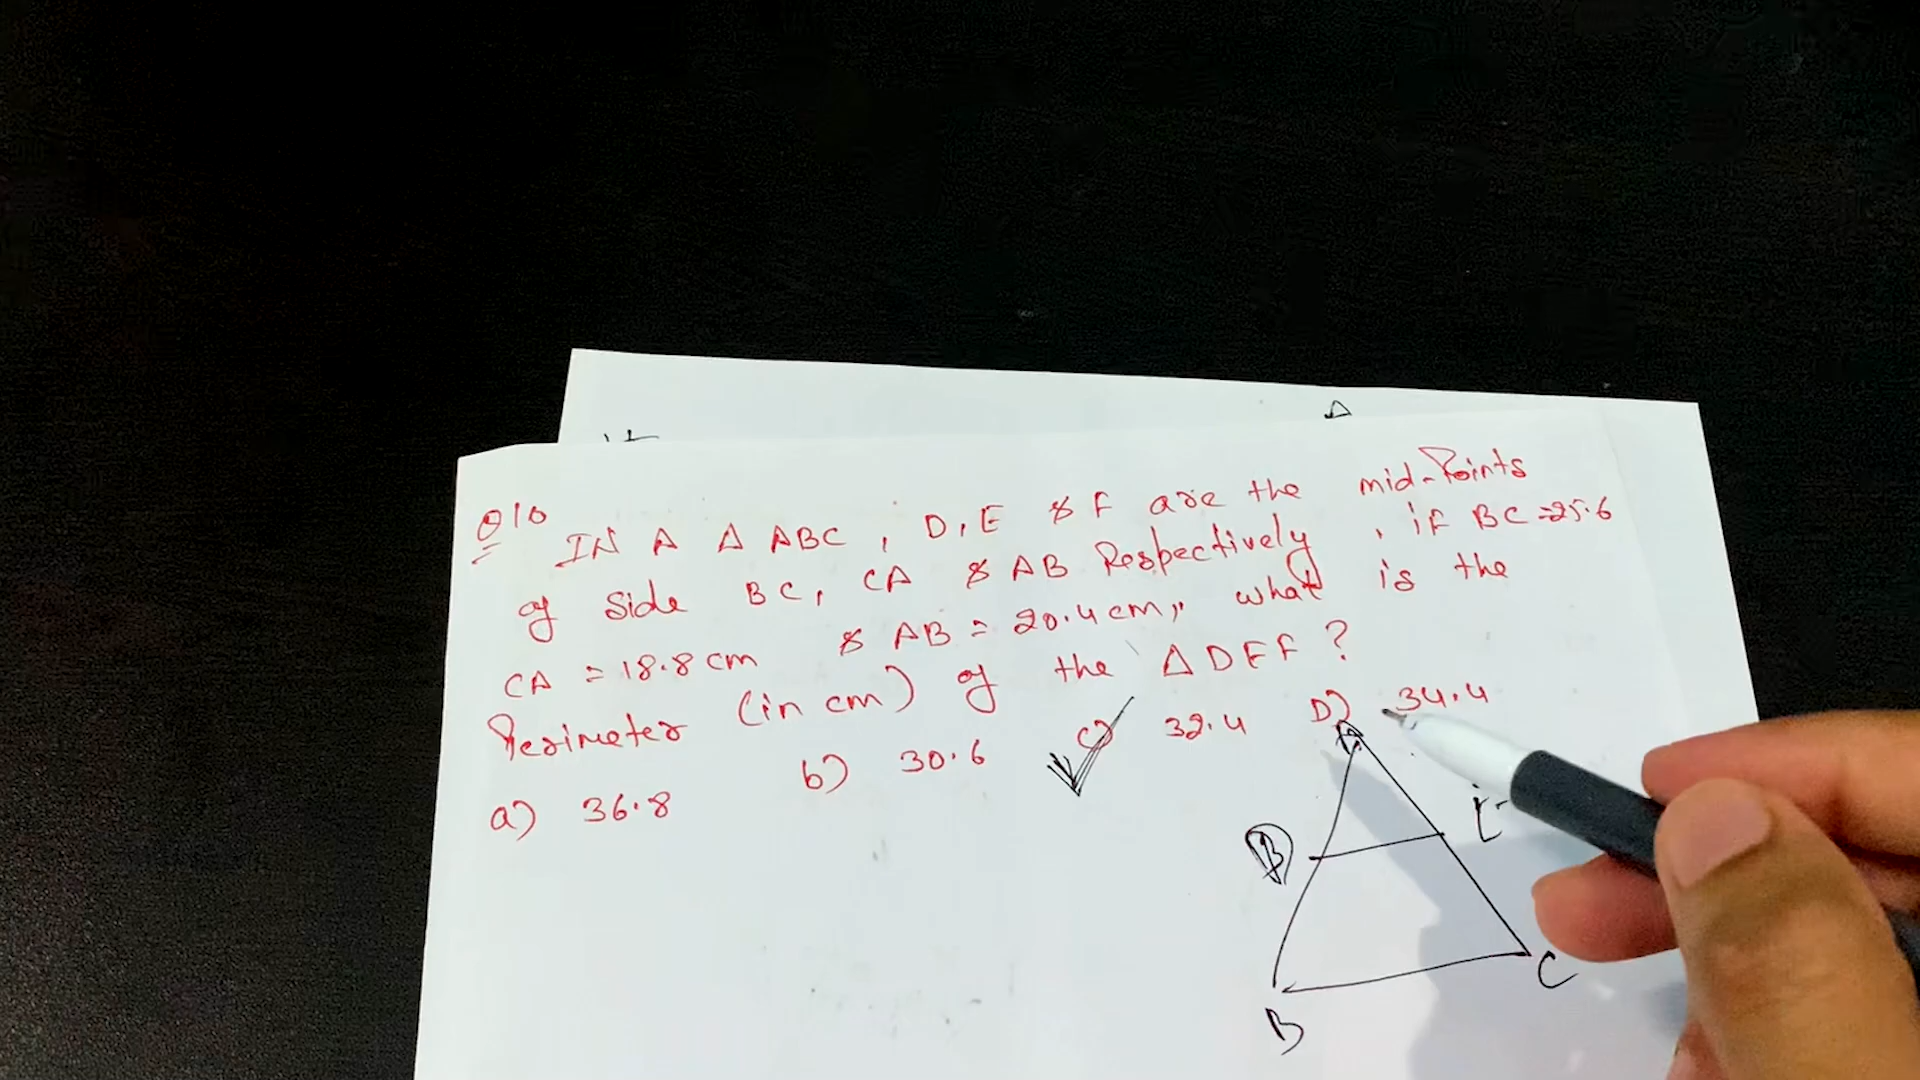 Q10
IN A Δ ABC, D, E & F are the mid-Points
of side BC, CA & AB Respectively, if BC = 25.6
CA = 18.8 cm & AB = 20.4 cm, what is the
Perimeter (in cm) of the Δ DEF ?
a) 36.8 b) 30.6 c) 32.4 D) 34.4
B
C